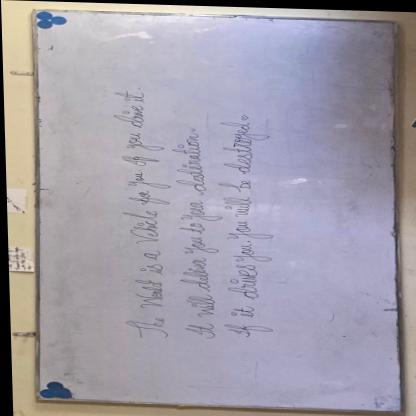 The World is a Vehicle for you if you drive it.
It will deliver you to your destination.
If it drives you, you will be destroyed.